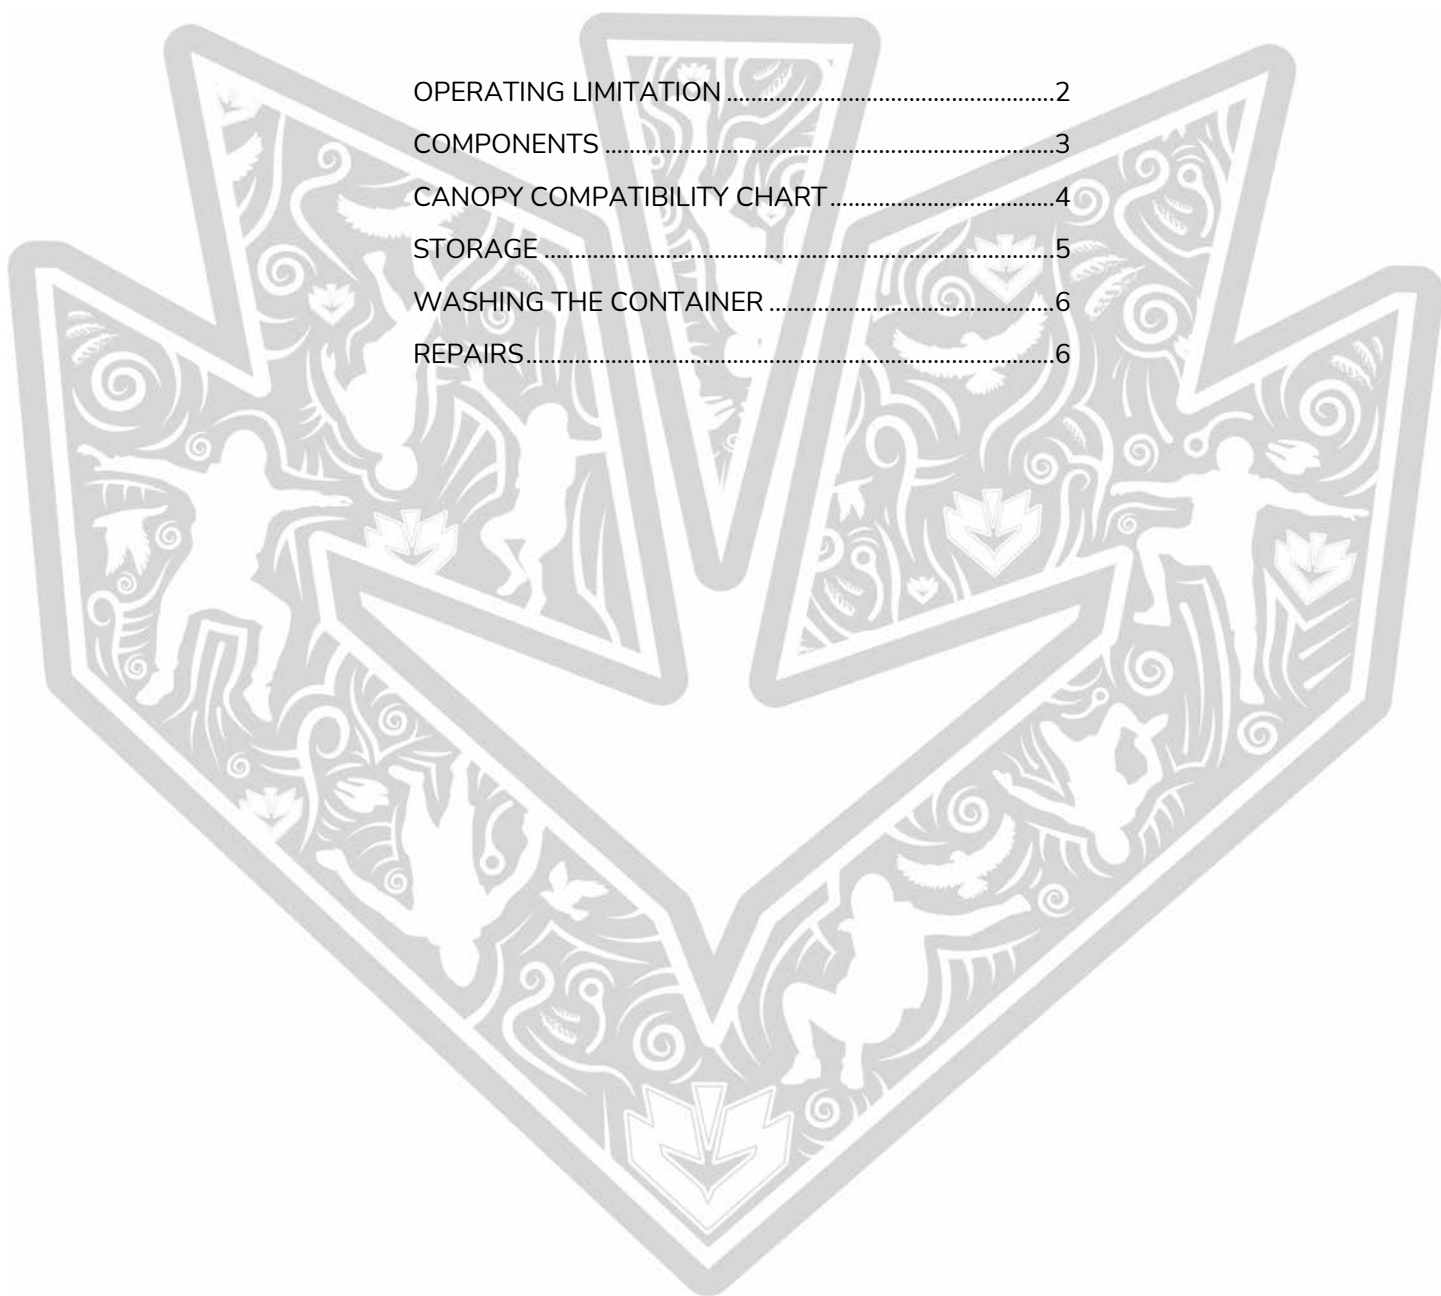 OPERATING LIMITATION ........................................................2
COMPONENTS ........................................................3
CANOPY COMPATIBILITY CHART ........................................................4
STORAGE ........................................................5
WASHING THE CONTAINER ........................................................6
REPAIRS ........................................................6